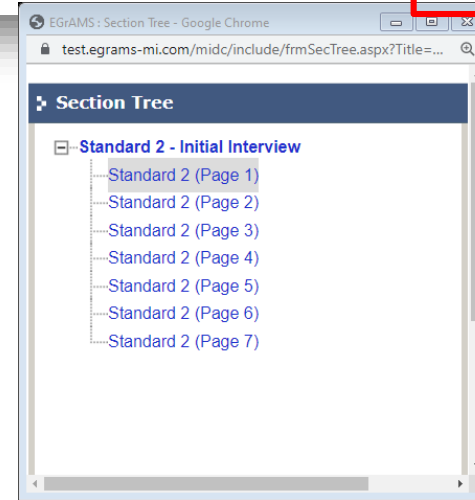 EGrAMS : Section Tree - Google Chrome
test.egrams-mi.com/midc/include/frmSecTree.aspx?Title=...
Section Tree
Standard 2 - Initial Interview
Standard 2 (Page 1)
Standard 2 (Page 2)
Standard 2 (Page 3)
Standard 2 (Page 4)
Standard 2 (Page 5)
Standard 2 (Page 6)
Standard 2 (Page 7)